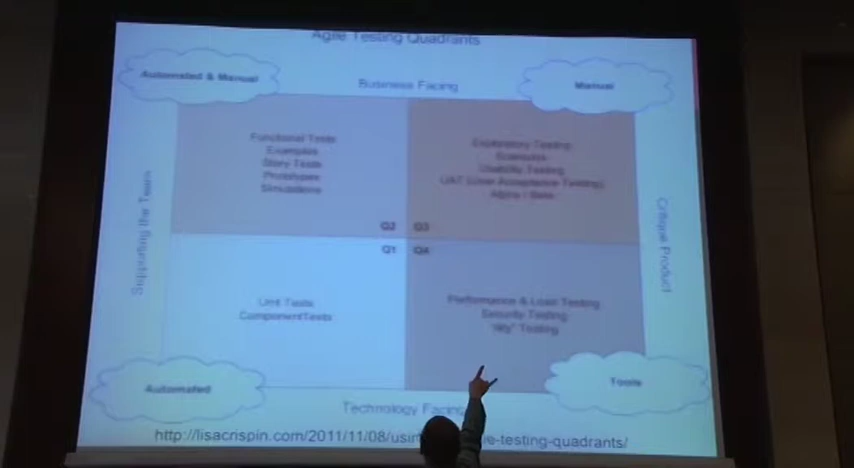 Agile Testing Quadrants
Automated & Manual
Business Facing
Manual
Functional Tests
Examples
Story Tests
Prototypes
Simulations
Exploratory Testing
Scenarios
Usability Testing
UAT (User Acceptance Testing)
Alpha / Beta
Supporting the Team
Critique Product
Q2 Q3
Q1 Q4
Unit Tests
Component Tests
Performance & Load Testing
Security Testing
"ility" Testing
Automated
Tools
Technology Facing
http://lisacrispin.com/2011/11/08/usin e-testing-quadrants/